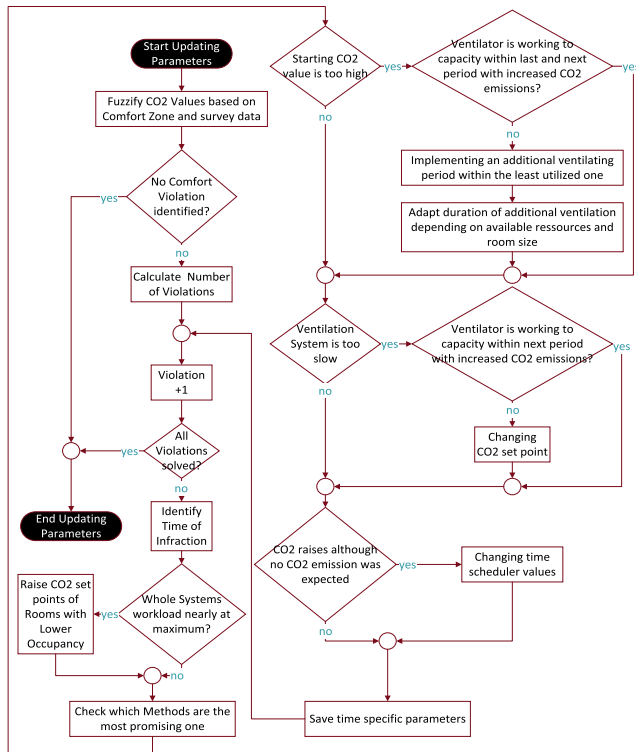 Start Updating
Parameters
Fuzzify CO2 Values based on
Comfort Zone and survey data
No Comfort
Violation
identified?
yes
no
Calculate Number
of Violations
Violation
+1
All
Violations
solved?
yes
no
End Updating
Parameters
Identify
Time of
Infraction
Whole Systems
workload nearly at
maximum?
yes
no
Raise CO2 set
points of
Rooms with
Lower
Occupancy
Check which Methods are the
most promising one
Starting CO2
value is too high
yes
no
Ventilator is working to
capacity within last and next
period with increased CO2
emissions?
yes
no
Implementing an additional ventilating
period within the least utilized one
Adapt duration of additional ventilation
depending on available ressources and
room size
Ventilation
System is too
slow
yes
no
Ventilator is working to
capacity within next period
with increased CO2 emissions?
yes
no
Changing
CO2 set point
CO2 raises although
no CO2 emission was
expected
yes
no
Changing time
scheduler values
Save time specific parameters